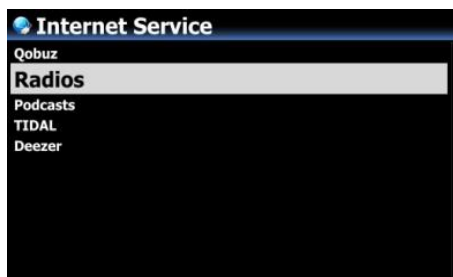 Internet Service
Qobuz
Radios
Podcasts
TIDAL
Deezer